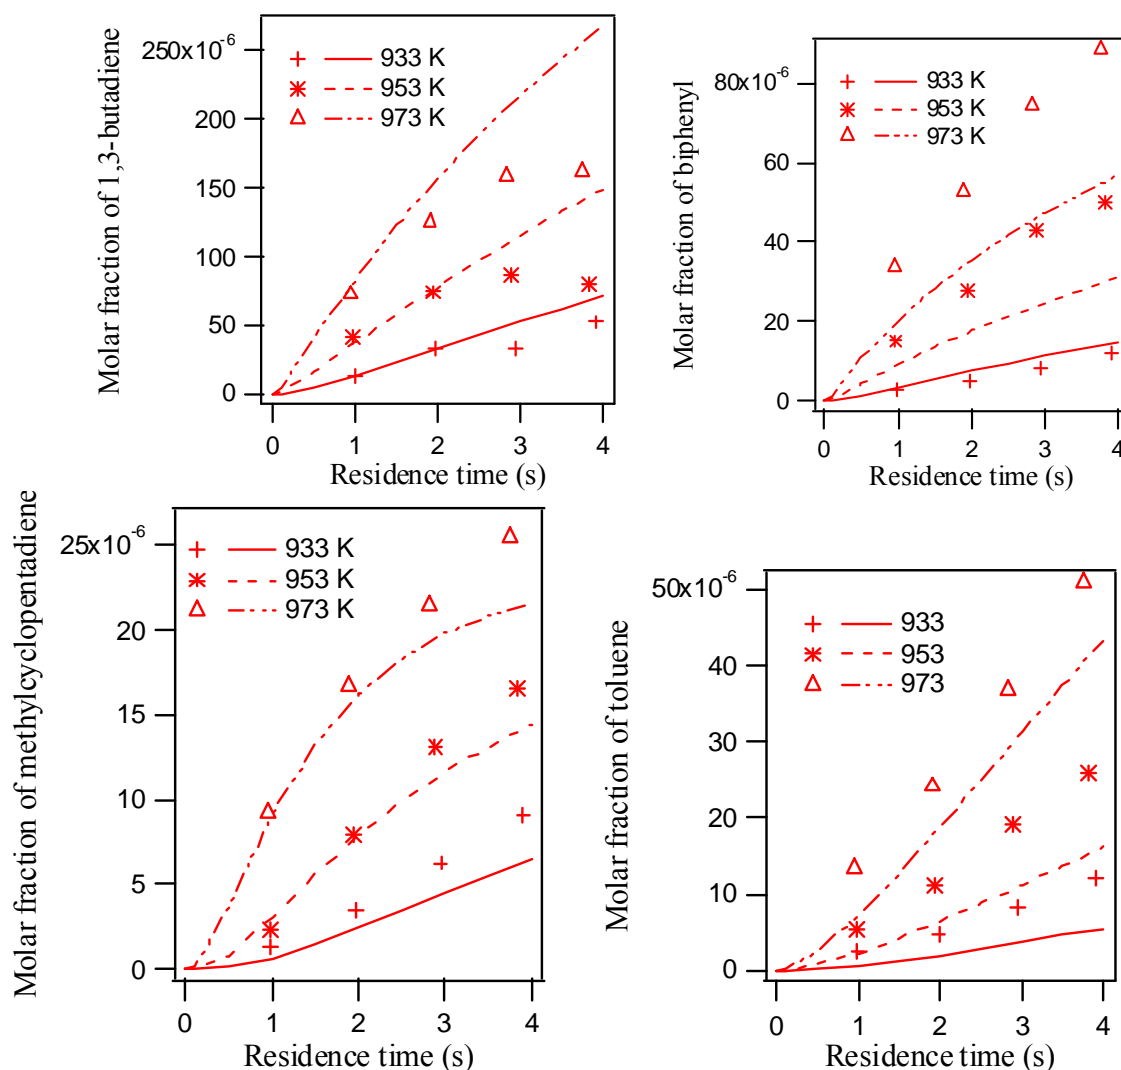 Molar fraction of 1,3-butadiene
250x10-6
200
150
100
50
0
933 K
953 K
973 K
0 1 2 3 4
Residence time (s)
Molar fraction of biphenyl
80x10-6
60
40
20
0
933 K
953 K
973 K
0 1 2 3 4
Residence time (s)
Molar fraction of methylcyclopentadiene
25x10-6
20
15
10
5
0
933 K
953 K
973 K
0 1 2 3 4
Residence time (s)
Molar fraction of toluene
50x10-6
40
30
20
10
0
933
953
973
0 1 2 3 4
Residence time (s)